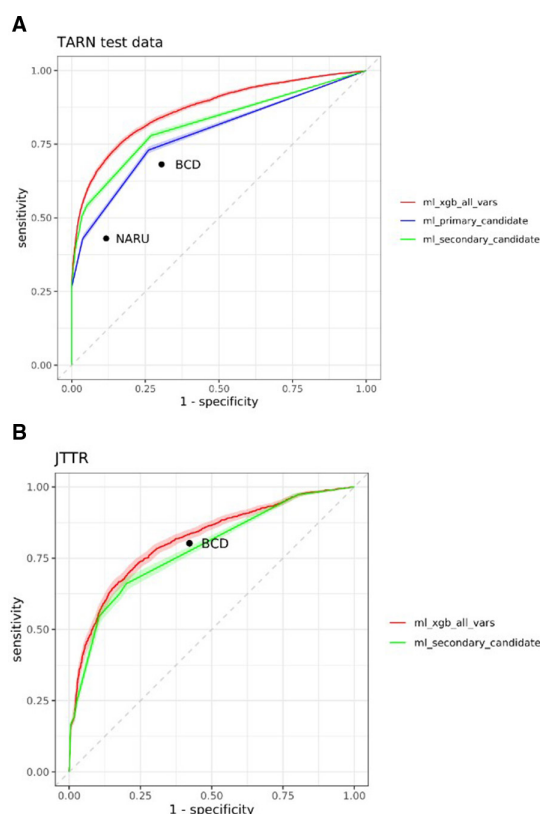 A
TARN test data
1.00
0.75
0.50
0.25
0.00
sensitivity
BCD
NARU
0.00 0.25 0.50 0.75 1.00
1 - specificity
ml_xgb_all_vars
ml_primary_candidate
ml_secondary_candidate
B
JTTR
1.00
0.75
0.50
0.25
0.00
sensitivity
BCD
0.00 0.25 0.50 0.75 1.00
1 - specificity
ml_xgb_all_vars
ml_secondary_candidate